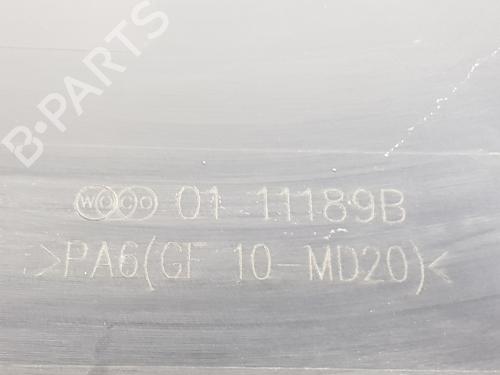 B-PARTS
WOCO 01 11189B
>PA6(GF 10-MD20)<